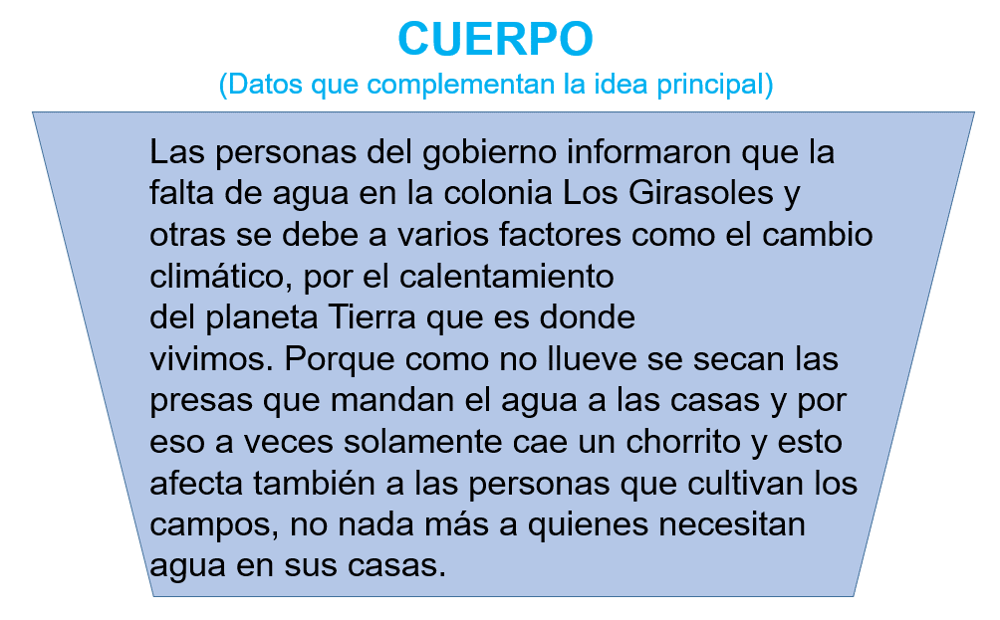 CUERPO
(Datos que complementan la idea principal)
Las personas del gobierno informaron que la
falta de agua en la colonia Los Girasoles y
otras se debe a varios factores como el cambio
climático, por el calentamiento
del planeta Tierra que es donde
vivimos. Porque como no llueve se secan las
presas que mandan el agua a las casas y por
eso a veces solamente cae un chorrito y esto
afecta también a las personas que cultivan los
campos, no nada más a quienes necesitan
agua en sus casas.